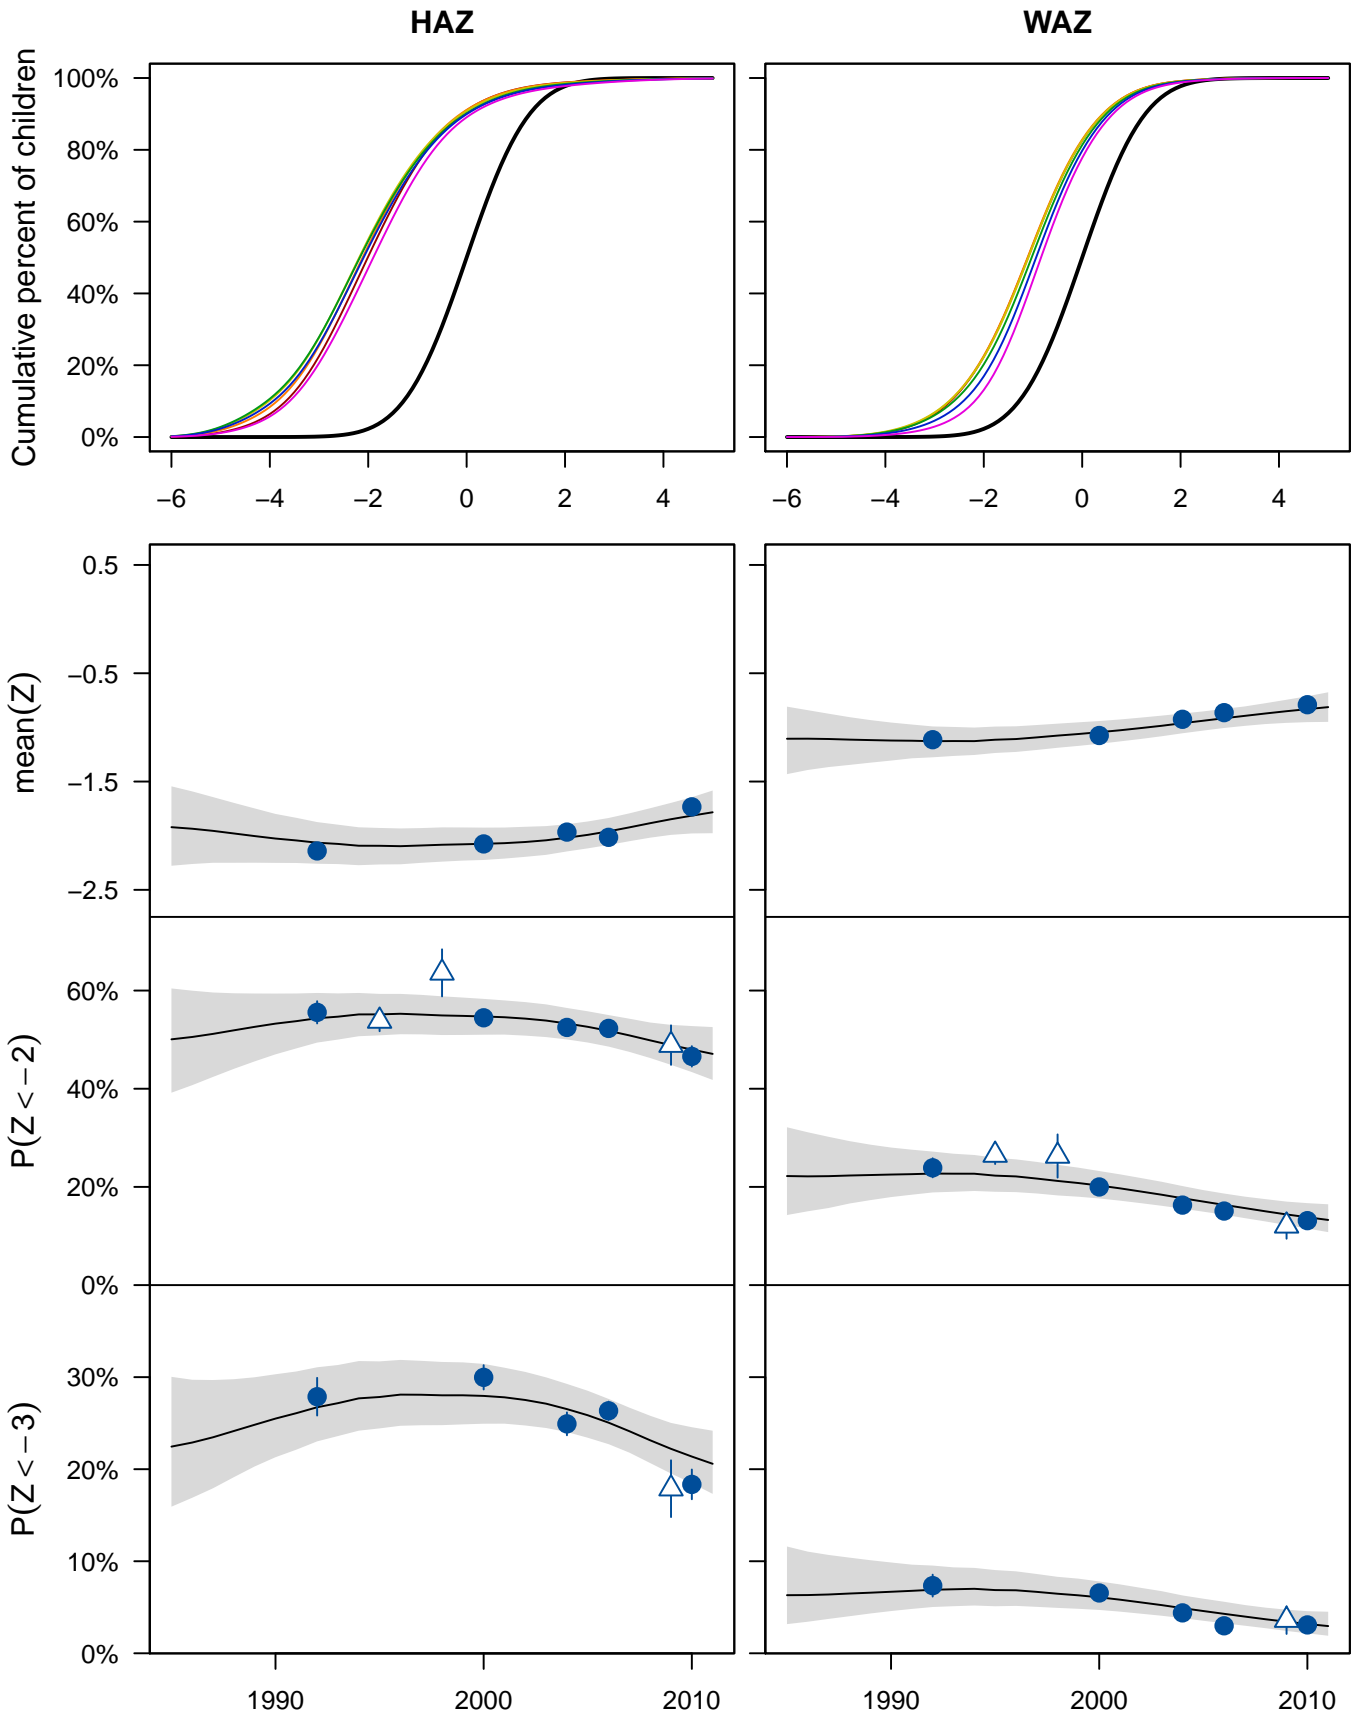 HAZ WAZ
Cumulative percent of children
100%
80%
60%
40%
20%
0%
−6 −4 −2 0 2 4 −6 −4 −2 0 2 4
mean(Z)
0.5
−0.5
−1.5
−2.5
P(Z < −2)
60%
40%
20%
0%
P(Z < −3)
30%
20%
10%
0%
1990 2000 2010 1990 2000 2010